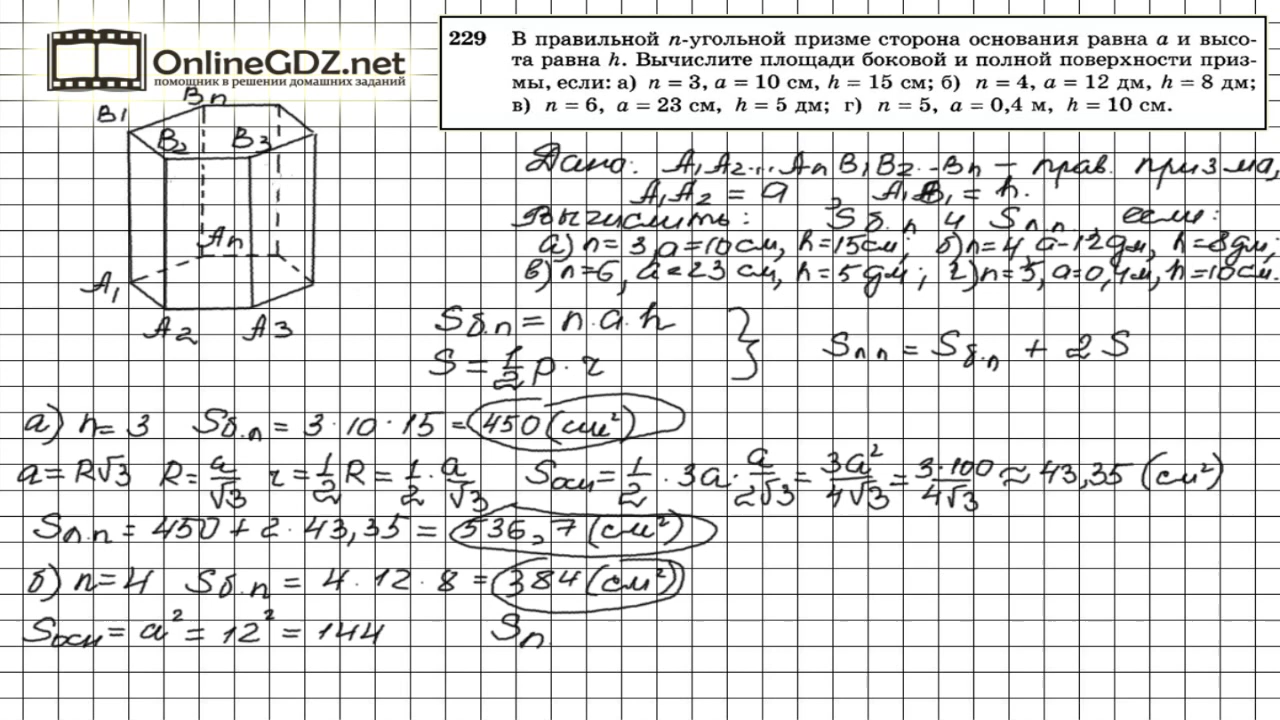 OnlineGDZ.net
помощник в решении домашних заданий
229 В правильной n-угольной призме сторона основания равна a и высо-
та равна h. Вычислите площади боковой и полной поверхности приз-
мы, если: а) n = 3, a = 10 см, h = 15 см; б) n = 4, a = 12 дм, h = 8 дм;
в) n = 6, a = 23 см, h = 5 дм; г) n = 5, a = 0,4 м, h = 10 см.
Bn
B1
B2 B3
An
A1
A2 A3
Дано: A1A2...An B1B2...Bn – прав. призма,
A1A2 = a, A1B1 = h.
Вычислить: Sб.п и Sп.п., если:
а) n = 3, a = 10 см, h = 15 см; б) n = 4, a = 12 дм, h = 8 дм;
в) n = 6, a = 23 см, h = 5 дм; г) n = 5, a = 0,4 м, h = 10 см.
Sб.п = n·a·h
S = 1/2 p·r
Sп.п = Sб.п + 2S
а) n = 3 Sб.п = 3·10·15 = 450 (см²)
a = R√3 R = a/√3 r = 1/2 R = 1/2 · a/√3 Sосн = 1/2 · 3a · a/2√3 = 3a²/4√3 = 3·100/4√3 ≈ 43,35 (см²)
Sп.п = 450 + 2·43,35 = 536,7 (см²)
б) n = 4 Sб.п = 4·12·8 = 384 (см²)
Sосн = a² = 12² = 144 Sп.